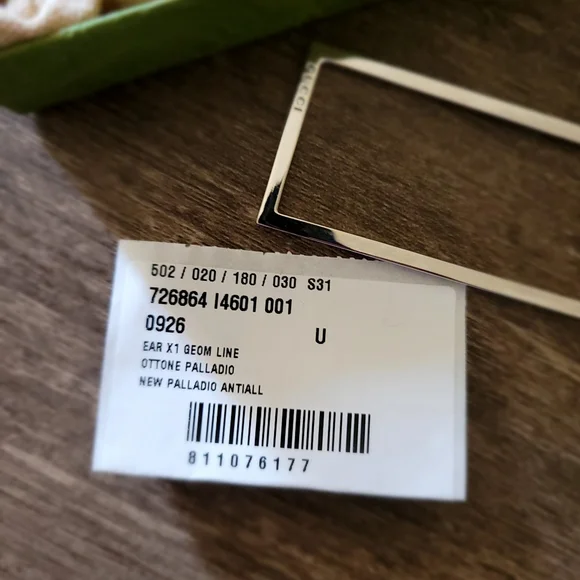 GUCCI
502 / 020 / 180 / 030 S31
726864 I4601 001
0926 U
EAR X1 GEOM LINE
OTTONE PALLADIO
NEW PALLADIO ANTIALL
811076177